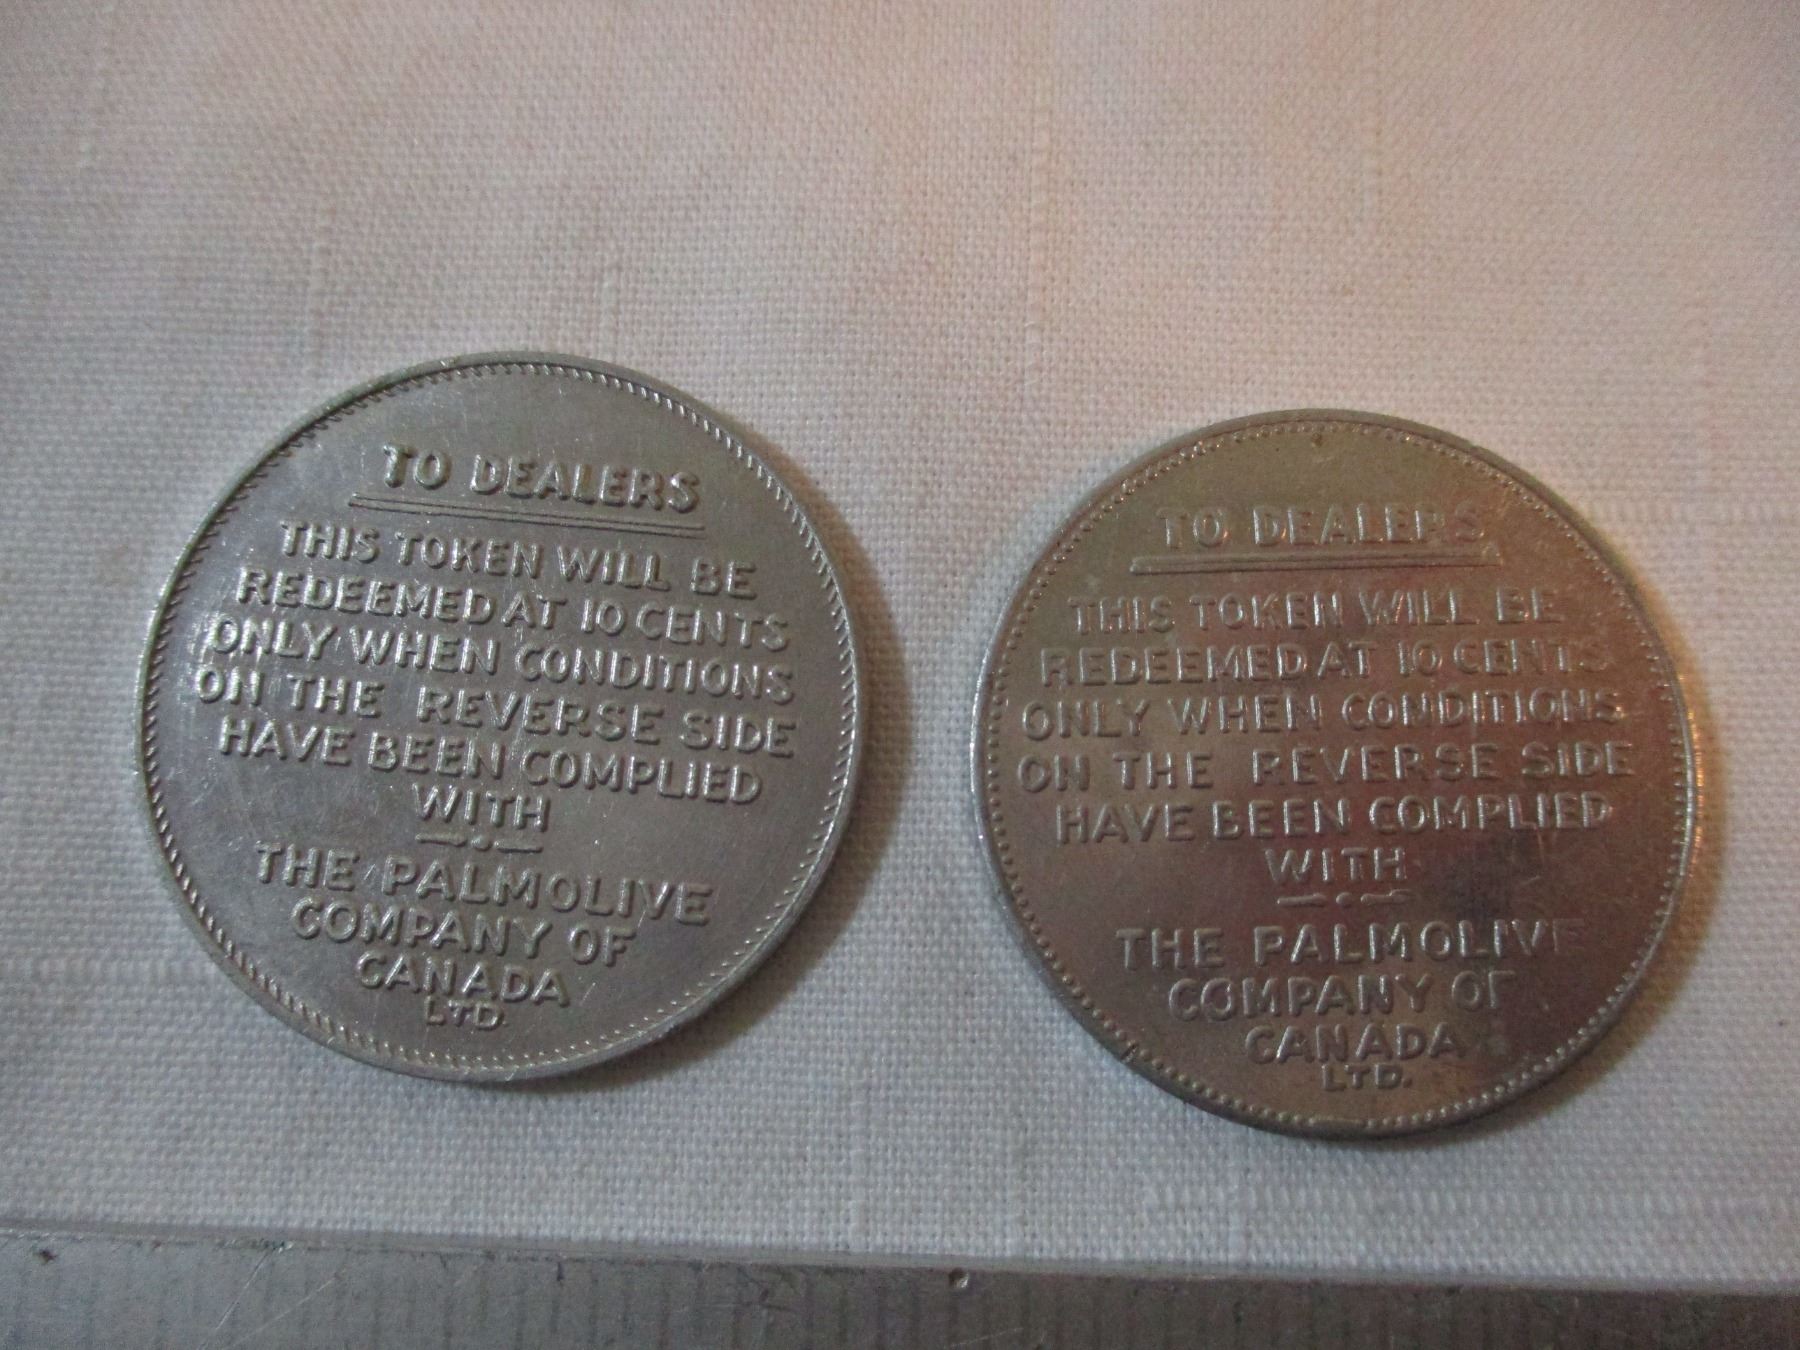 TO DEALERS
THIS TOKEN WILL BE
REDEEMED AT 10 CENTS
ONLY WHEN CONDITIONS
ON THE REVERSE SIDE
HAVE BEEN COMPLIED
WITH
THE PALMOLIVE
COMPANY OF
CANADA
LTD.
TO DEALERS
THIS TOKEN WILL BE
REDEEMED AT 10 CENTS
ONLY WHEN CONDITIONS
ON THE REVERSE SIDE
HAVE BEEN COMPLIED
WITH
THE PALMOLIVE
COMPANY OF
CANADA
LTD.